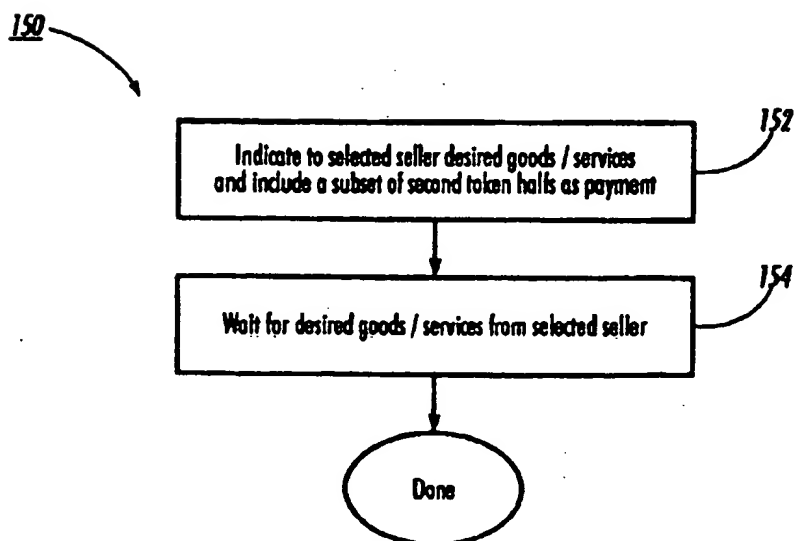 150
152
Indicate to selected seller desired goods / services
and include a subset of second token halfs as payment
154
Wait for desired goods / services from selected seller
Done